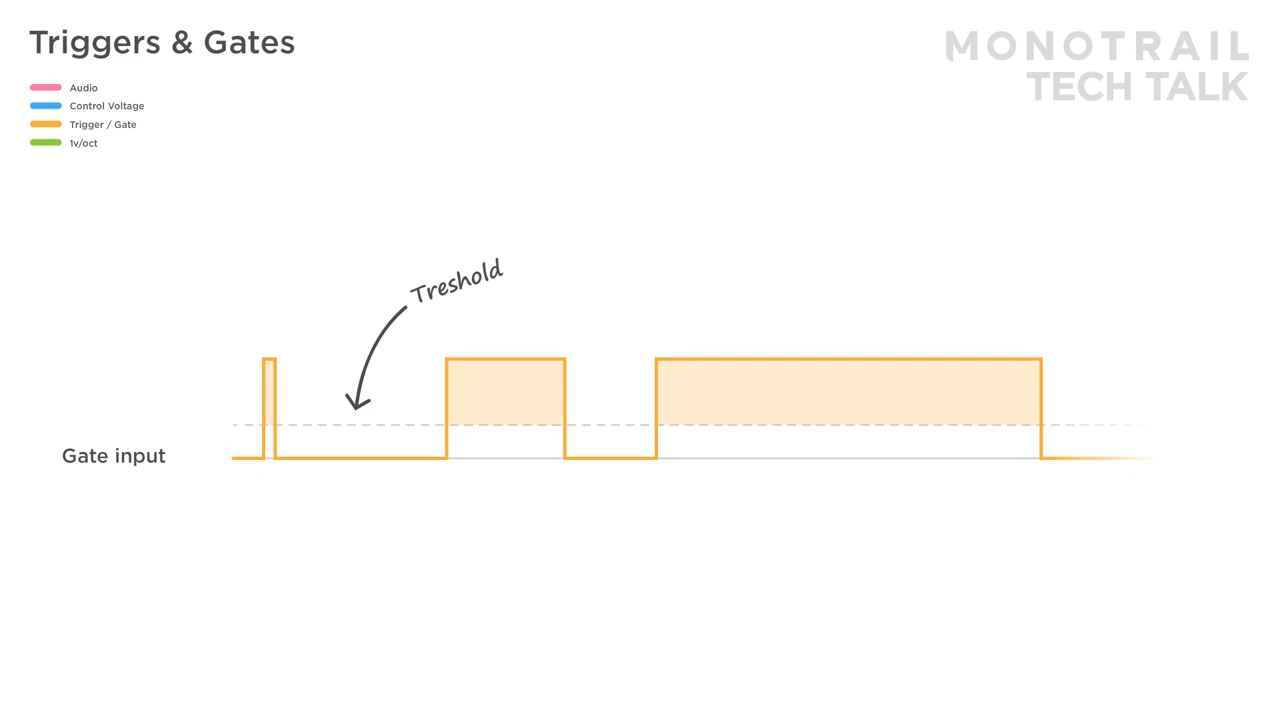 Triggers & Gates
MONOTRAIL
TECH TALK
Audio
Control Voltage
Trigger / Gate
1v/oct
Treshold
Gate input